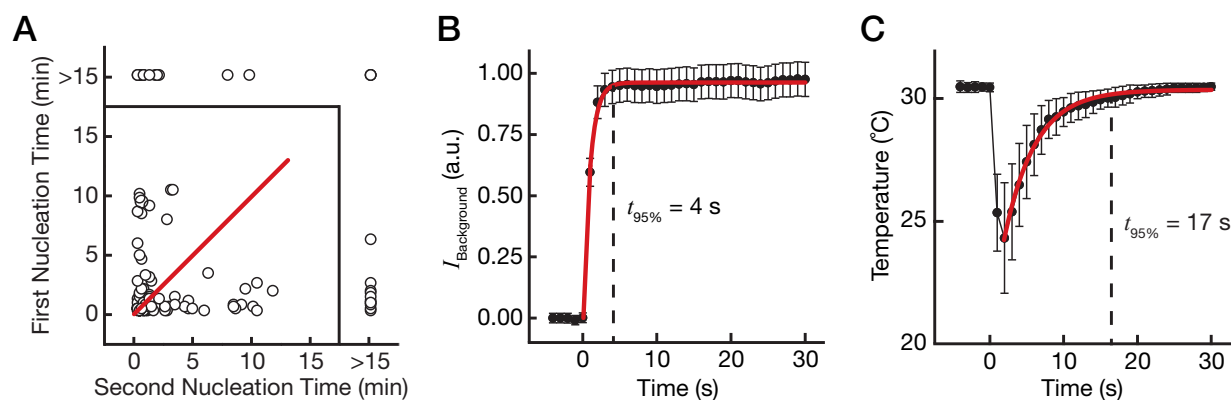 A
First Nucleation Time (min)
>15
15
10
5
0
0 5 10 15 >15
Second Nucleation Time (min)
B
I Background (a.u.)
1.00
0.75
0.50
0.25
0.00
t95% = 4 s
0 10 20 30
Time (s)
C
Temperature (°C)
30
25
20
t95% = 17 s
0 10 20 30
Time (s)